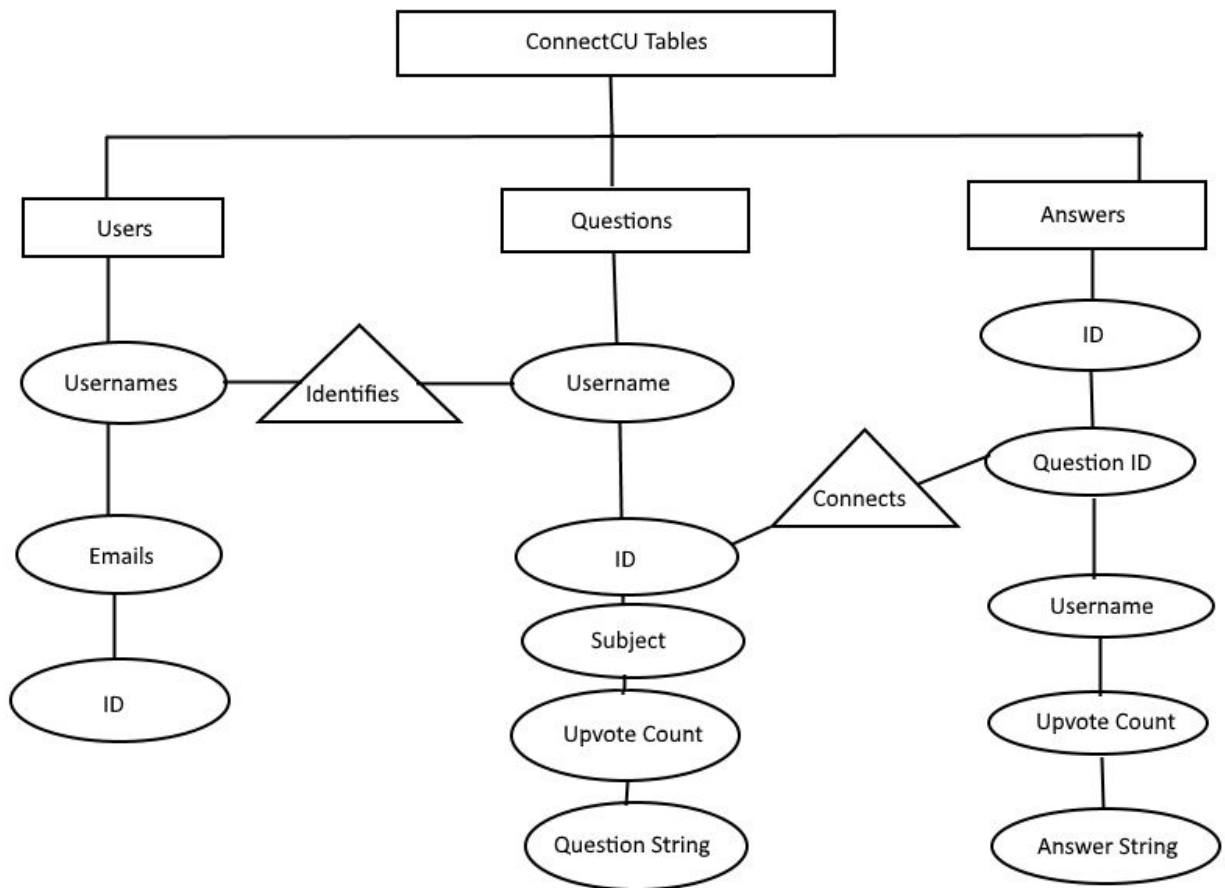 ConnectCU Tables
Users
Questions
Answers
ID
Usernames
Identifies
Username
Question ID
Connects
Emails
ID
Username
Subject
ID
Upvote Count
Upvote Count
Question String
Answer String